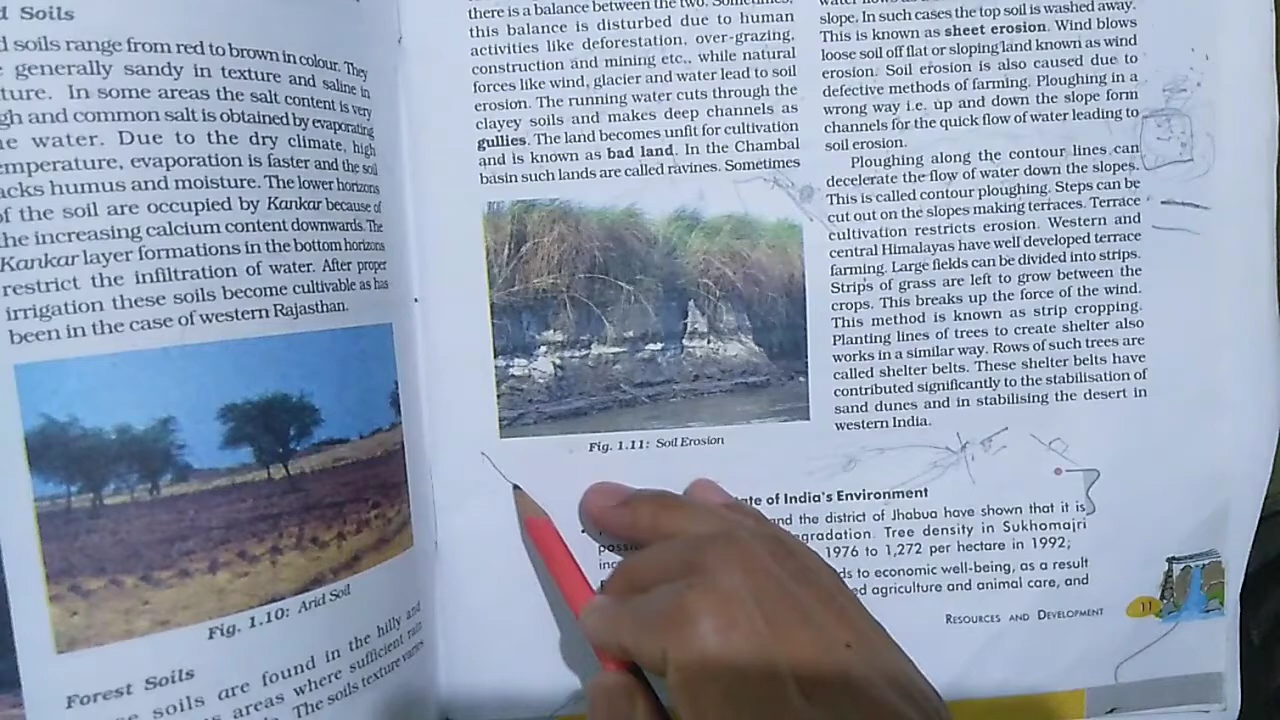 Soils
soils range from red to brown in colour. They
generally sandy in texture and saline in
In some areas the salt content is very
and common salt is obtained by evaporating
water. Due to the dry climate, high
evaporation is faster and the soil
humus and moisture. The lower horizons
of the soil are occupied by Kankar because of
the increasing calcium content downwards. The
Kankar layer formations in the bottom horizons
restrict the infiltration of water. After proper
irrigation these soils become cultivable as has
been in the case of western Rajasthan.
Fig. 1.10: Arid Soil
Forest Soils
soils are found in the hilly and
areas where sufficient rain
The soils texture varies
there is a balance between the two. Sometimes,
this balance is disturbed due to human
activities like deforestation, over-grazing,
construction and mining etc., while natural
forces like wind, glacier and water lead to soil
erosion. The running water cuts through the
clayey soils and makes deep channels as
gullies. The land becomes unfit for cultivation
and is known as bad land. In the Chambal
basin such lands are called ravines. Sometimes
Fig. 1.11: Soil Erosion
slope. In such cases the top soil is washed away.
This is known as sheet erosion. Wind blows
loose soil off flat or sloping land known as wind
erosion. Soil erosion is also caused due to
defective methods of farming. Ploughing in a
wrong way i.e. up and down the slope form
channels for the quick flow of water leading to
soil erosion.
Ploughing along the contour lines can
decelerate the flow of water down the slopes.
This is called contour ploughing. Steps can be
cut out on the slopes making terraces. Terrace
cultivation restricts erosion. Western and
central Himalayas have well developed terrace
farming. Large fields can be divided into strips.
Strips of grass are left to grow between the
crops. This breaks up the force of the wind.
This method is known as strip cropping.
Planting lines of trees to create shelter also
works in a similar way. Rows of such trees are
called shelter belts. These shelter belts have
contributed significantly to the stabilisation of
sand dunes and in stabilising the desert in
western India.
of India's Environment
and the district of Jhabua have shown that it is
Tree density in Sukhomajri
1976 to 1,272 per hectare in 1992;
to economic well-being, as a result
agriculture and animal care, and
RESOURCES AND DEVELOPMENT 11